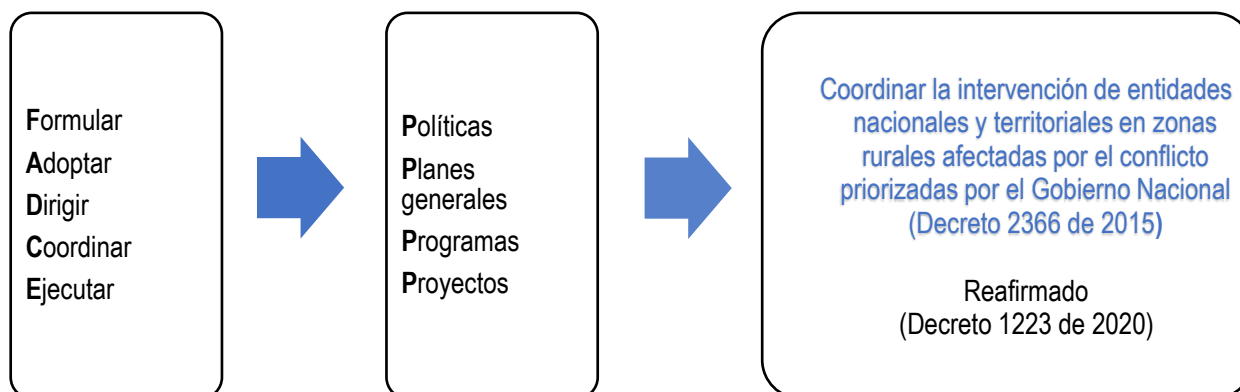 Formular
Adoptar
Dirigir
Coordinar
Ejecutar
Políticas
Planes
generales
Programas
Proyectos
Coordinar la intervención de entidades
nacionales y territoriales en zonas
rurales afectadas por el conflicto
priorizadas por el Gobierno Nacional
(Decreto 2366 de 2015)
Reafirmado
(Decreto 1223 de 2020)